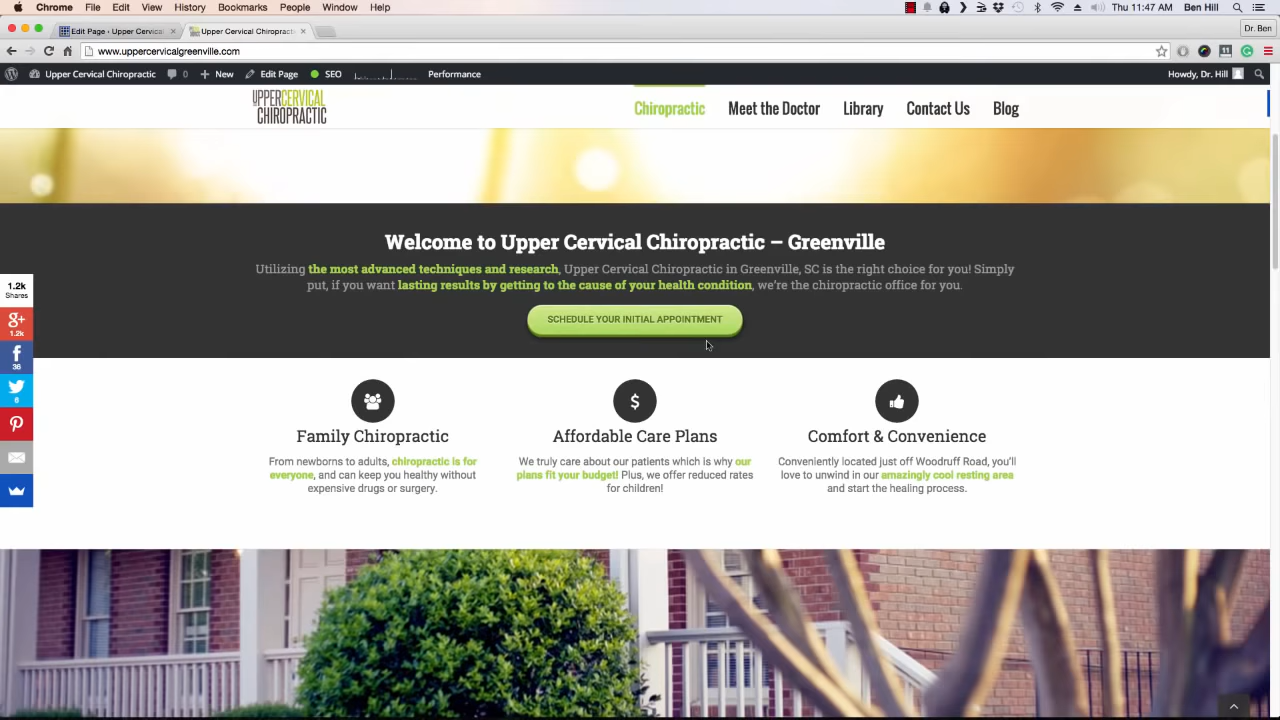 Chrome File Edit View History Bookmarks People Window Help Thu 11:47 AM Ben Hill
Edit Page ‹ Upper Cervical Upper Cervical Chiropract Dr. Ben
www.uppercervicalgreenville.com
Upper Cervical Chiropractic 0 New Edit Page SEO Performance Howdy, Dr. Hill
UPPERCERVICAL
CHIROPRACTIC
Chiropractic Meet the Doctor Library Contact Us Blog
Welcome to Upper Cervical Chiropractic – Greenville
Utilizing the most advanced techniques and research, Upper Cervical Chiropractic in Greenville, SC is the right choice for you! Simply
put, if you want lasting results by getting to the cause of your health condition, we're the chiropractic office for you.
SCHEDULE YOUR INITIAL APPOINTMENT
1.2k
Shares
g+
1.2k
f
38
6
Family Chiropractic
From newborns to adults, chiropractic is for
everyone, and can keep you healthy without
expensive drugs or surgery.
$
Affordable Care Plans
We truly care about our patients which is why our
plans fit your budget! Plus, we offer reduced rates
for children!
Comfort & Convenience
Conveniently located just off Woodruff Road, you'll
love to unwind in our amazingly cool resting area
and start the healing process.